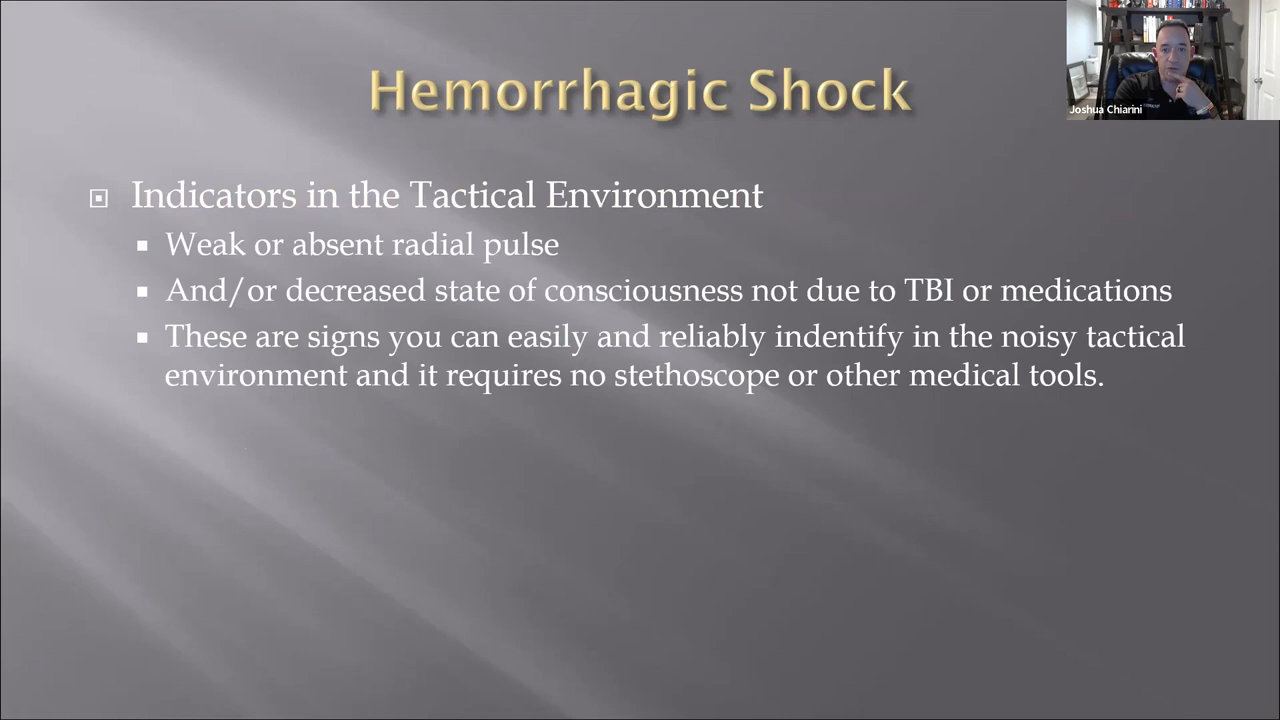 Hemorrhagic Shock
Joshua Chiarini
Indicators in the Tactical Environment
Weak or absent radial pulse
And/or decreased state of consciousness not due to TBI or medications
These are signs you can easily and reliably indentify in the noisy tactical
environment and it requires no stethoscope or other medical tools.